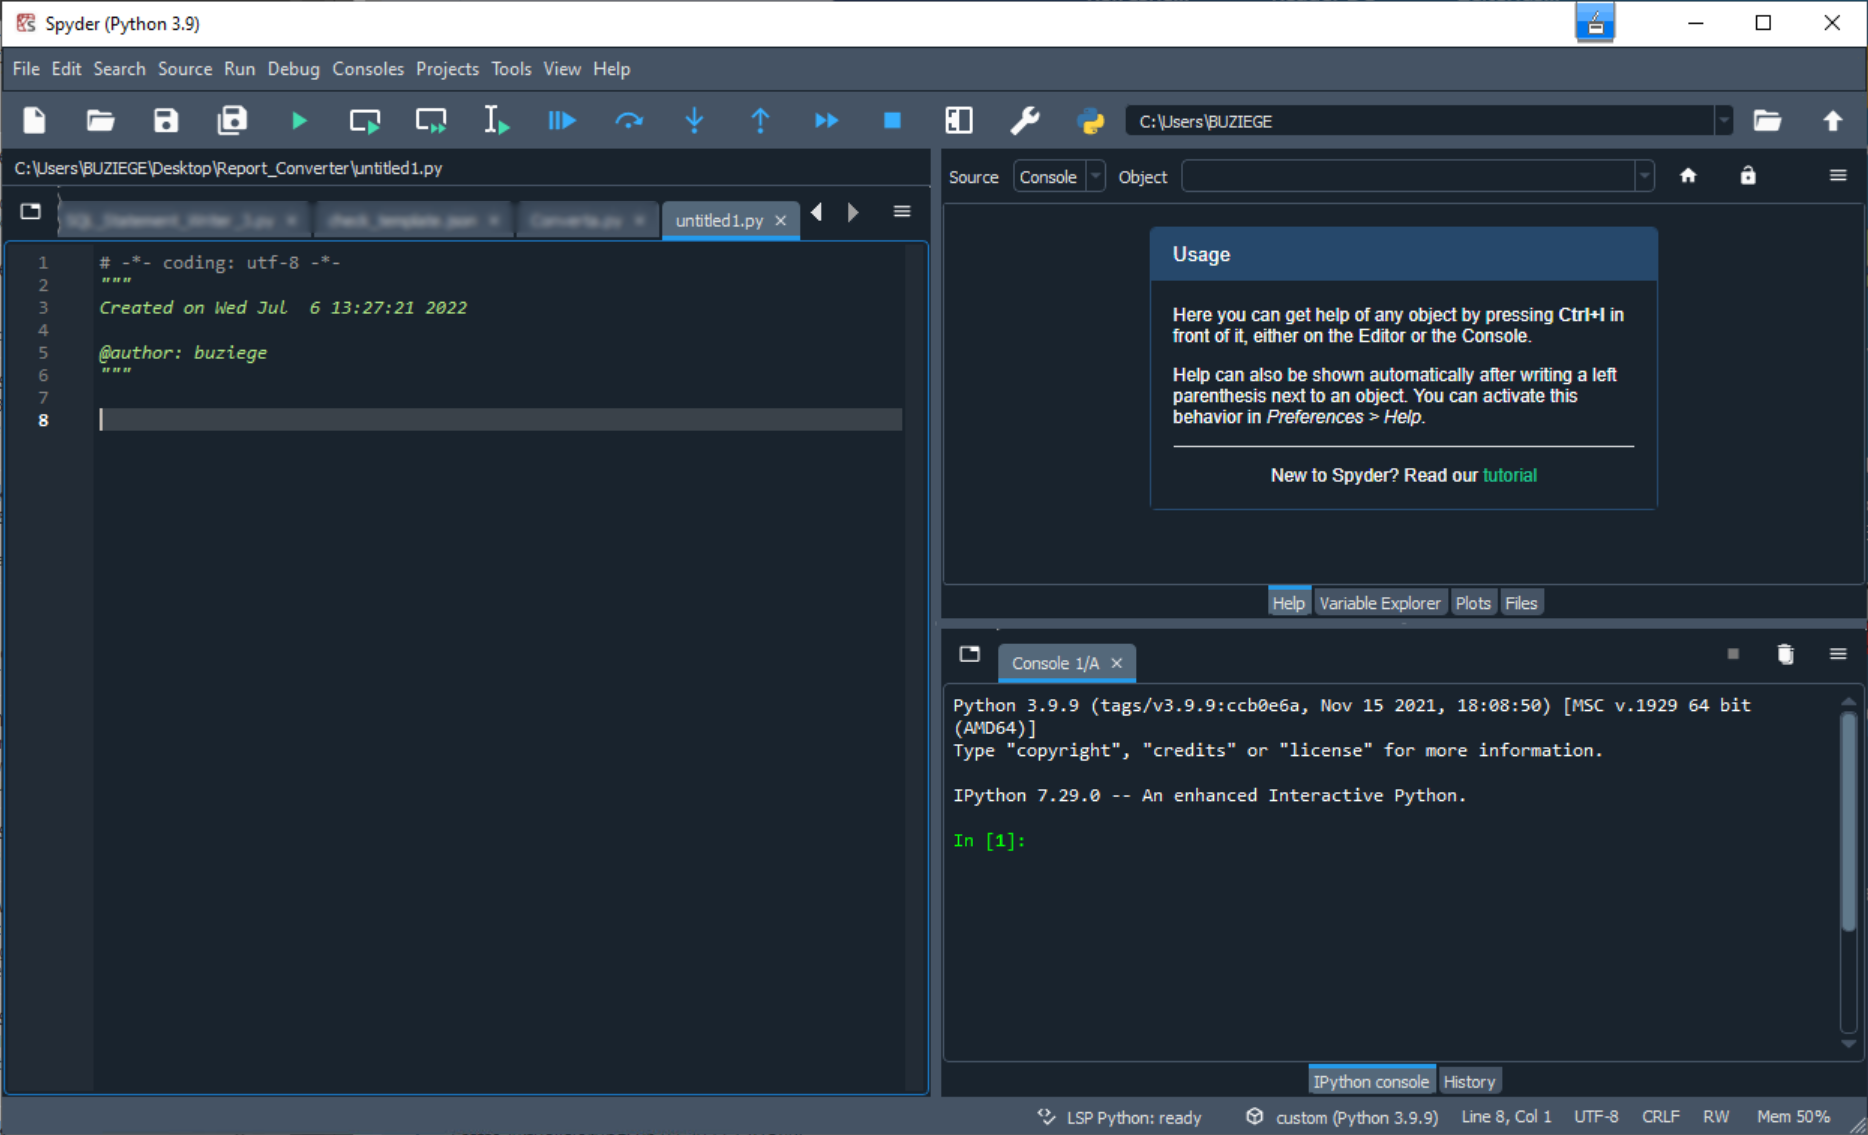 Spyder (Python 3.9)
File Edit Search Source Run Debug Consoles Projects Tools View Help
C:\Users\BUZIEGE
C:\Users\BUZIEGE\Desktop\Report_Converter\untitled1.py
untitled1.py
1 # -*- coding: utf-8 -*-
2 """
3 Created on Wed Jul  6 13:27:21 2022
4
5 @author: buziege
6 """
7
8
Source Console Object
Usage
Here you can get help of any object by pressing Ctrl+I in
front of it, either on the Editor or the Console.
Help can also be shown automatically after writing a left
parenthesis next to an object. You can activate this
behavior in Preferences > Help.
New to Spyder? Read our tutorial
Help Variable Explorer Plots Files
Console 1/A
Python 3.9.9 (tags/v3.9.9:ccb0e6a, Nov 15 2021, 18:08:50) [MSC v.1929 64 bit
(AMD64)]
Type "copyright", "credits" or "license" for more information.
IPython 7.29.0 -- An enhanced Interactive Python.
In [1]:
IPython console History
LSP Python: ready custom (Python 3.9.9) Line 8, Col 1 UTF-8 CRLF RW Mem 50%